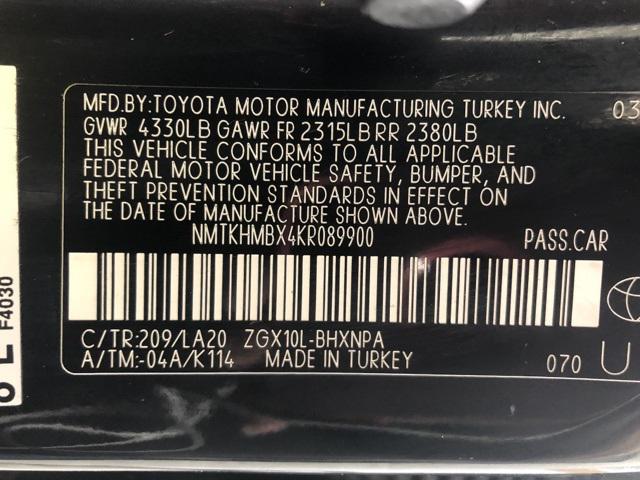 MFD.BY:TOYOTA MOTOR MANUFACTURING TURKEY INC. 03
GVWR 4330LB GAWR FR 2315LB RR 2380LB
THIS VEHICLE CONFORMS TO ALL APPLICABLE
FEDERAL MOTOR VEHICLE SAFETY, BUMPER, AND
THEFT PREVENTION STANDARDS IN EFFECT ON
THE DATE OF MANUFACTURE SHOWN ABOVE.
NMTKHMBX4KR089900 PASS.CAR
C/TR:209/LA20 ZGX10L-BHXNPA
A/TM:-04A/K114 MADE IN TURKEY 070 U
F4030